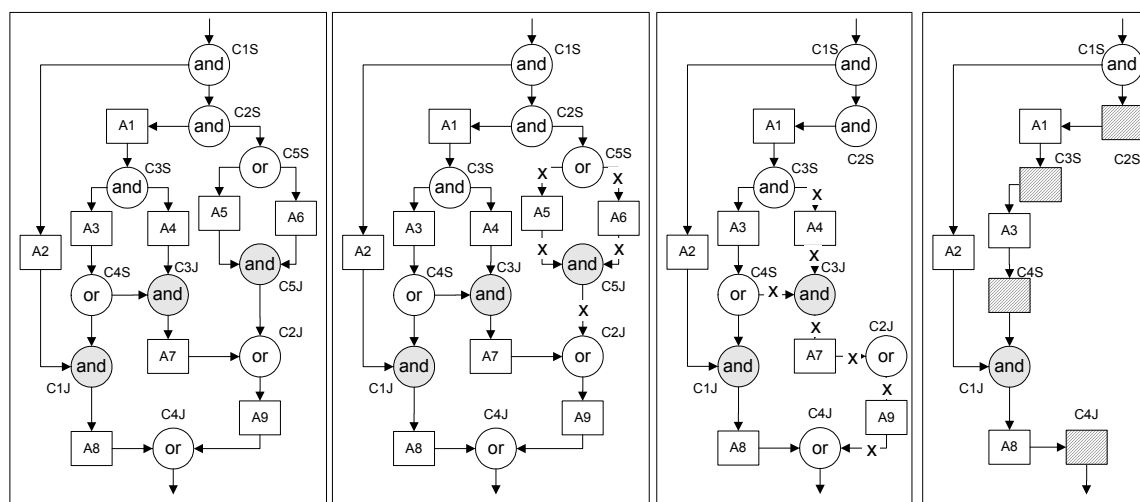 C1S
and
A1
and
C2S
C3S
or
C5S
and
A3
A4
A5
A6
A2
C4S
C3J
and
or
and
C5J
C2J
and
A7
or
C1J
C4J
A9
A8
or
C1S
and
A1
and
C2S
C3S
or
C5S
and
X
X
A3
A4
A5
A6
A2
C4S
C3J
X
X
and
or
and
C5J
X
C2J
and
A7
or
C1J
C4J
A9
A8
or
C1S
and
A1
and
C3S
C2S
and
X
A3
A4
A2
X
C4S
C3J
or
X
and
X
C2J
and
A7
X
or
C1J
X
C4J
A9
A8
or
X
C1S
and
A1
C3S
C2S
A3
A2
C4S
and
C1J
C4J
A8